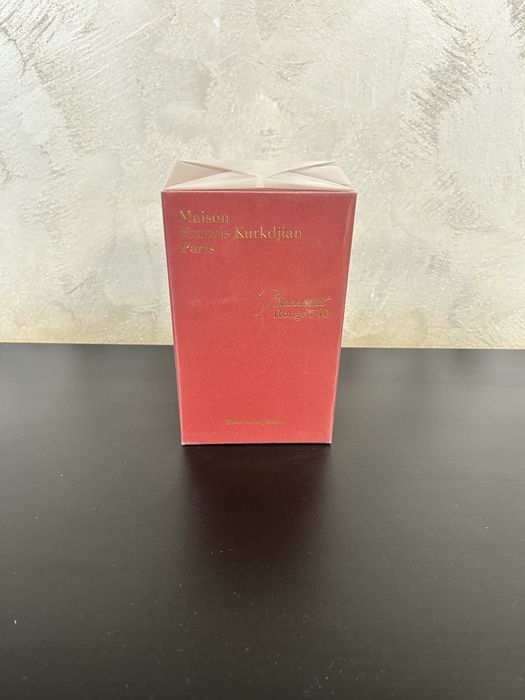 Maison
Francis Kurkdjian
Paris
Baccarat
Rouge 540